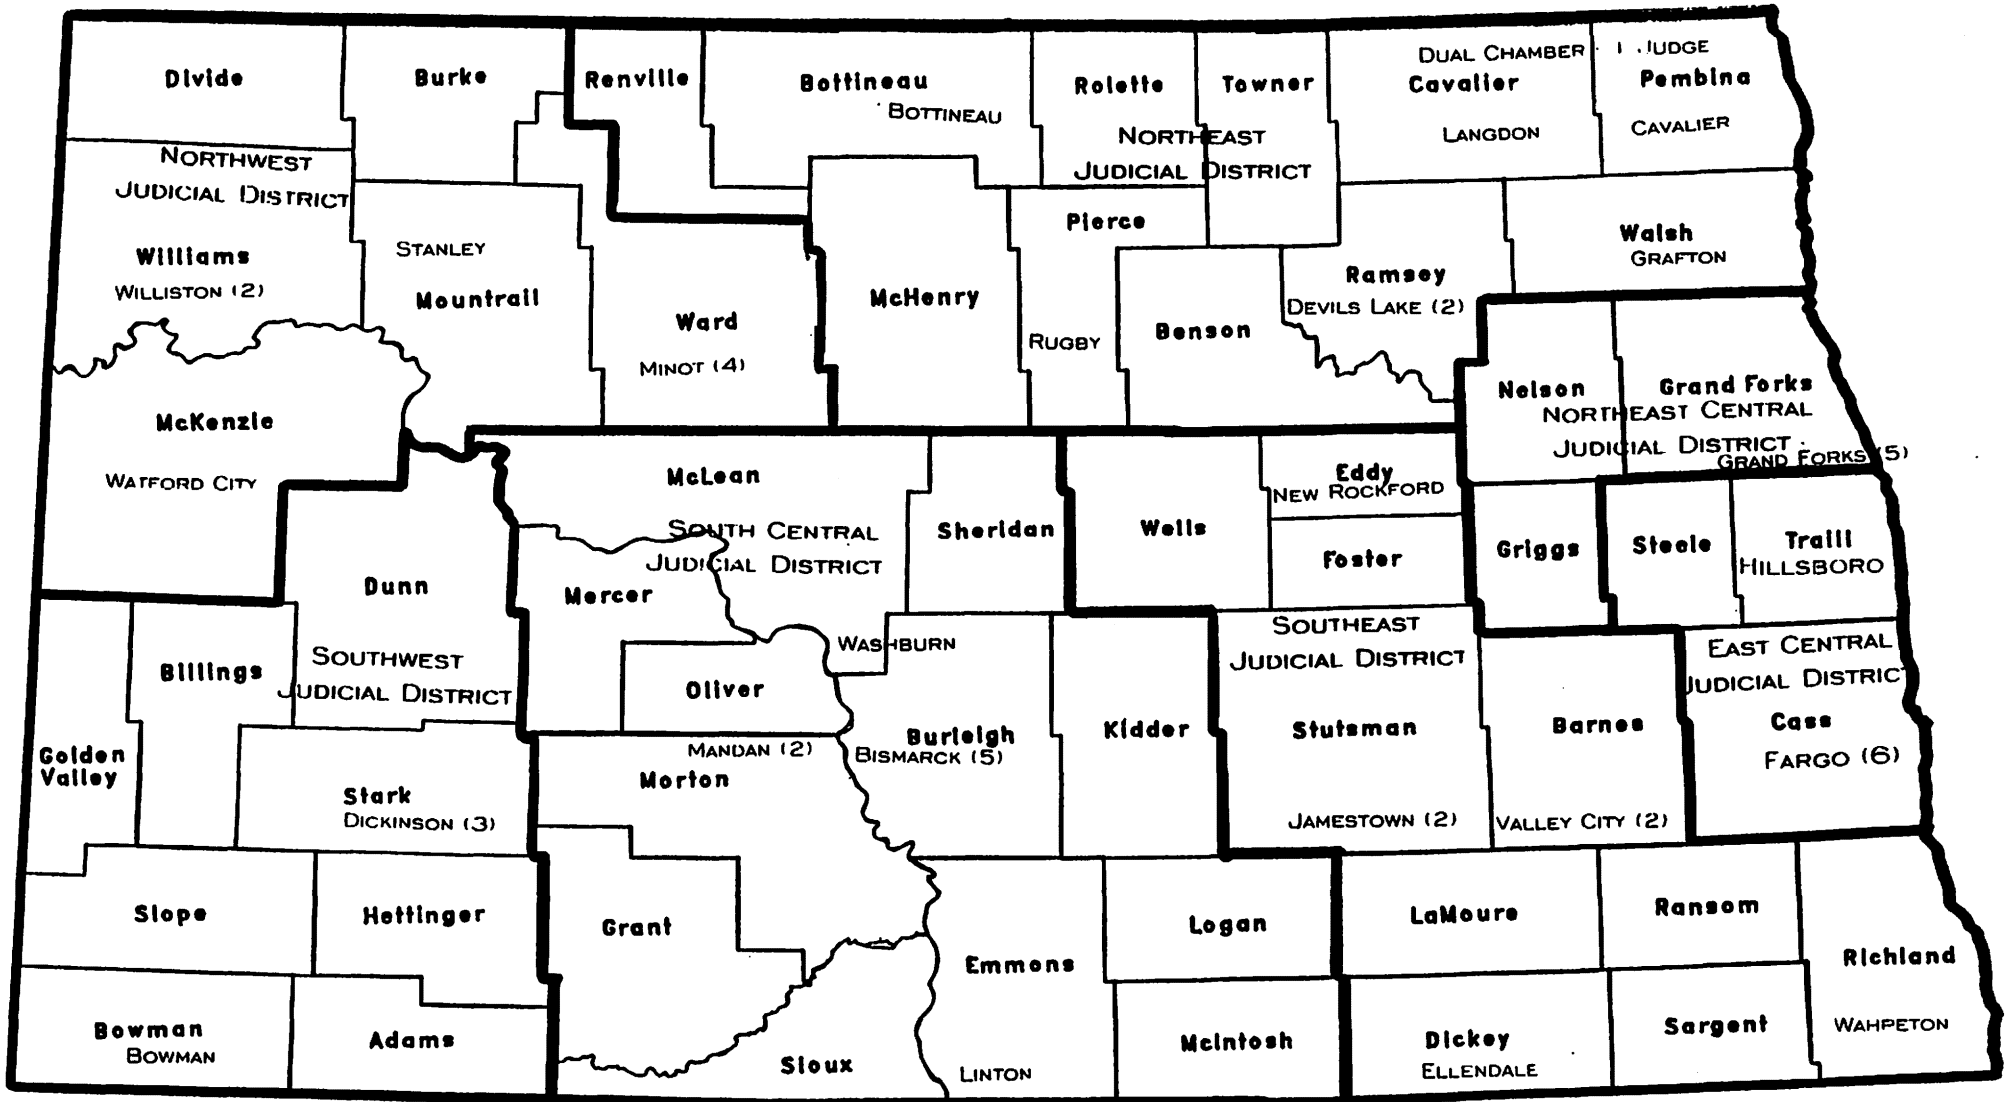 DUAL CHAMBER 1 JUDGE
Divide
Burke
Renville
Bottineau
BOTTINEAU
Rolette
Towner
Cavalier
LANGDON
Pembina
CAVALIER
NORTHWEST
JUDICIAL DISTRICT
NORTHEAST
JUDICIAL DISTRICT
Williams
WILLISTON (2)
STANLEY
Mountrail
Ward
MINOT (4)
McHenry
Pierce
RUGBY
Benson
Ramsey
DEVILS LAKE (2)
Walsh
GRAFTON
McKenzie
WATFORD CITY
Nelson
Grand Forks
NORTHEAST CENTRAL
JUDICIAL DISTRICT
GRAND FORKS (5)
McLean
SOUTH CENTRAL
JUDICIAL DISTRICT
Sheridan
Wells
Eddy
NEW ROCKFORD
Foster
Griggs
Steele
Traill
HILLSBORO
Dunn
Mercer
WASHBURN
Oliver
Billings
SOUTHWEST
JUDICIAL DISTRICT
SOUTHEAST
JUDICIAL DISTRICT
EAST CENTRAL
JUDICIAL DISTRICT
Golden
Valley
Stark
DICKINSON (3)
MANDAN (2)
Morton
Burleigh
BISMARCK (5)
Kidder
Stutsman
JAMESTOWN (2)
Barnes
VALLEY CITY (2)
Cass
FARGO (6)
Slope
Hettinger
Grant
Emmons
LINTON
Logan
LaMoure
Ransom
Richland
WAHPETON
Bowman
BOWMAN
Adams
Sioux
McIntosh
Dickey
ELLENDALE
Sargent